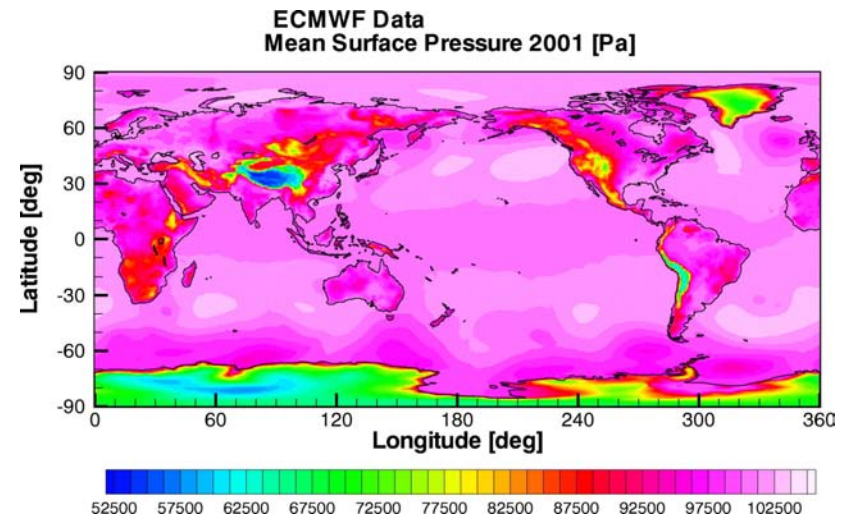 ECMWF Data
Mean Surface Pressure 2001 [Pa]
90
60
30
0
-30
-60
-90
Latitude [deg]
0 60 120 180 240 300 360
Longitude [deg]
52500 57500 62500 67500 72500 77500 82500 87500 92500 97500 102500